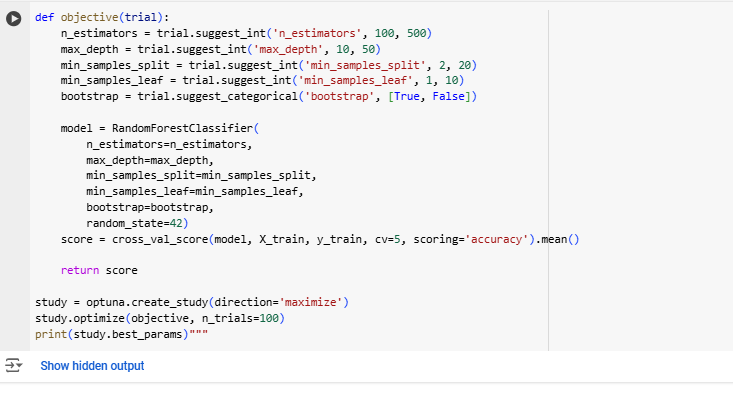 def objective(trial):
    n_estimators = trial.suggest_int('n_estimators', 100, 500)
    max_depth = trial.suggest_int('max_depth', 10, 50)
    min_samples_split = trial.suggest_int('min_samples_split', 2, 20)
    min_samples_leaf = trial.suggest_int('min_samples_leaf', 1, 10)
    bootstrap = trial.suggest_categorical('bootstrap', [True, False])

    model = RandomForestClassifier(
        n_estimators=n_estimators,
        max_depth=max_depth,
        min_samples_split=min_samples_split,
        min_samples_leaf=min_samples_leaf,
        bootstrap=bootstrap,
        random_state=42)
    score = cross_val_score(model, X_train, y_train, cv=5, scoring='accuracy').mean()

    return score

study = optuna.create_study(direction='maximize')
study.optimize(objective, n_trials=100)
print(study.best_params)"""
Show hidden output